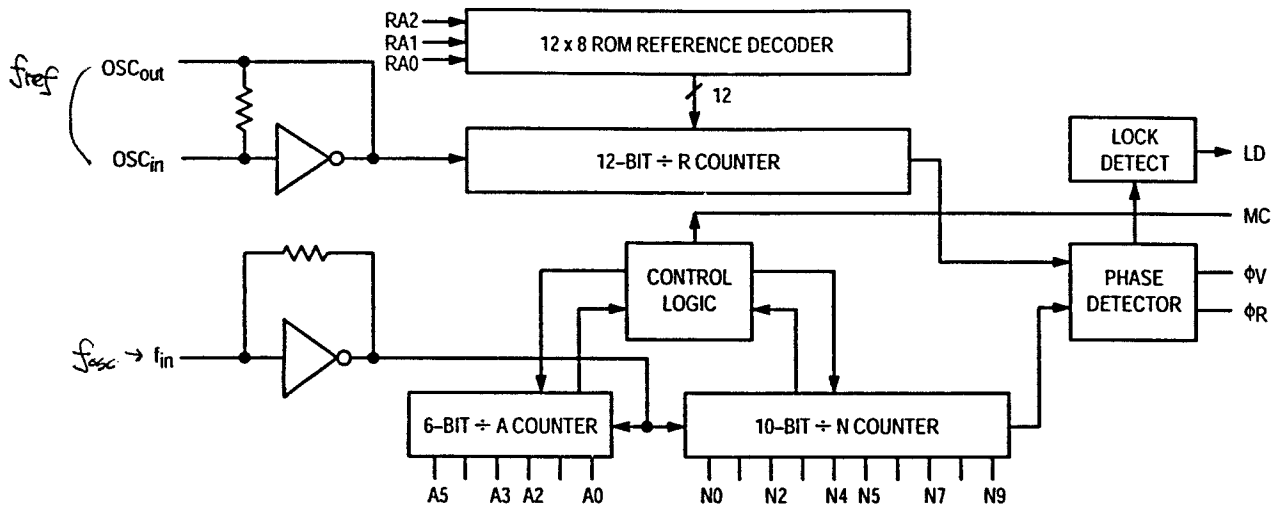 RA2
RA1
RA0
12 x 8 ROM REFERENCE DECODER
fref
OSCout
12
OSCin
12–BIT ÷ R COUNTER
LOCK DETECT
LD
MC
CONTROL LOGIC
PHASE DETECTOR
ϕV
ϕR
fosc. → fin
6–BIT ÷ A COUNTER
10–BIT ÷ N COUNTER
A5 A3 A2 A0 N0 N2 N4 N5 N7 N9